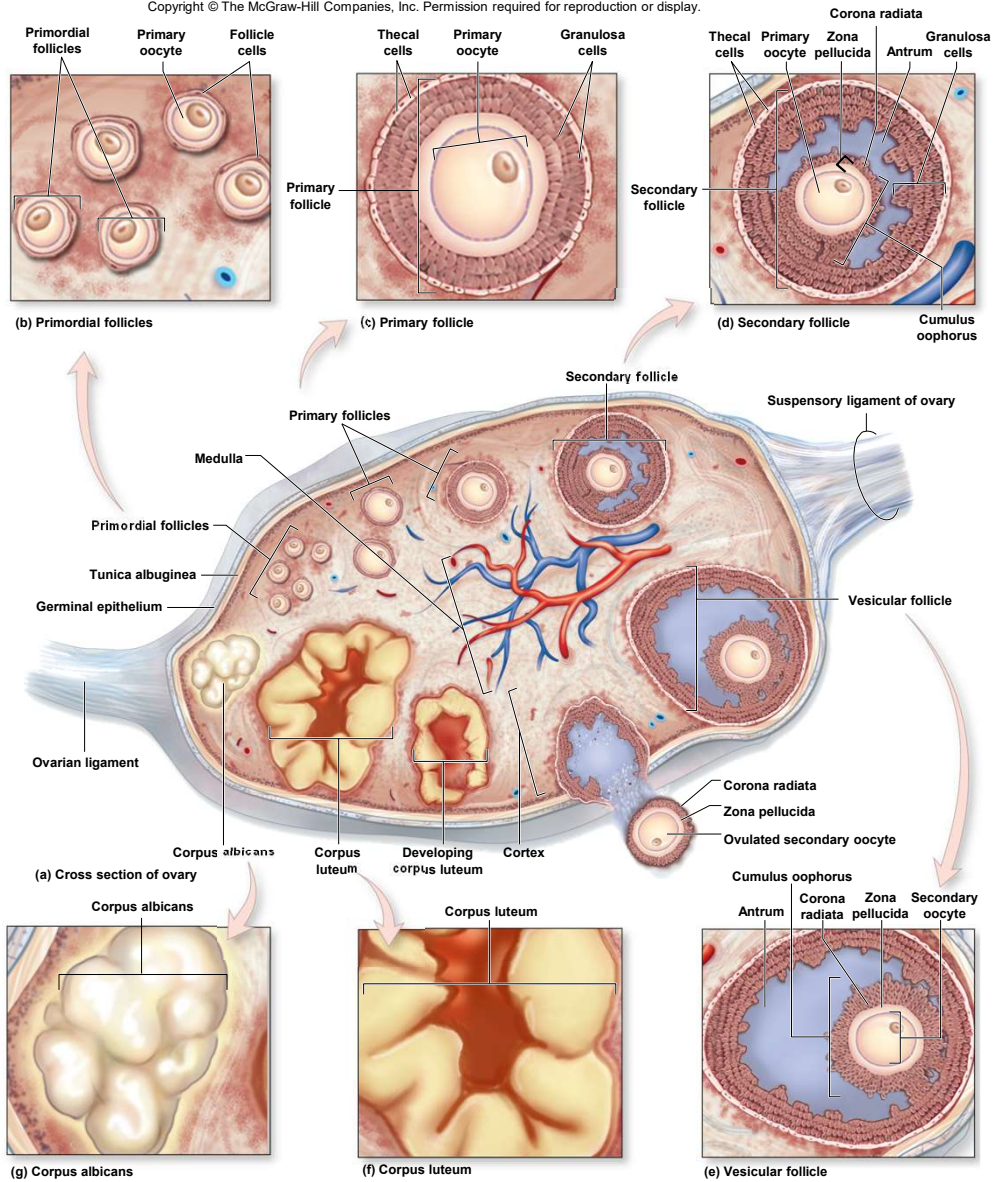 Copyright © The McGraw-Hill Companies, Inc. Permission required for reproduction or display.
Primordial
follicles
Primary
oocyte
Follicle
cells
(b) Primordial follicles
Thecal
cells
Primary
oocyte
Granulosa
cells
Primary
follicle
(c) Primary follicle
Corona radiata
Thecal
cells
Primary
oocyte
Zona
pellucida
Antrum
Granulosa
cells
Secondary
follicle
(d) Secondary follicle
Cumulus
oophorus
Secondary follicle
Suspensory ligament of ovary
Primary follicles
Medulla
Primordial follicles
Tunica albuginea
Germinal epithelium
Vesicular follicle
Ovarian ligament
Corona radiata
Zona pellucida
Ovulated secondary oocyte
Corpus albicans
Corpus
luteum
Developing
corpus luteum
Cortex
(a) Cross section of ovary
Corpus albicans
(g) Corpus albicans
Corpus luteum
(f) Corpus luteum
Cumulus oophorus
Antrum
Corona
radiata
Zona
pellucida
Secondary
oocyte
(e) Vesicular follicle